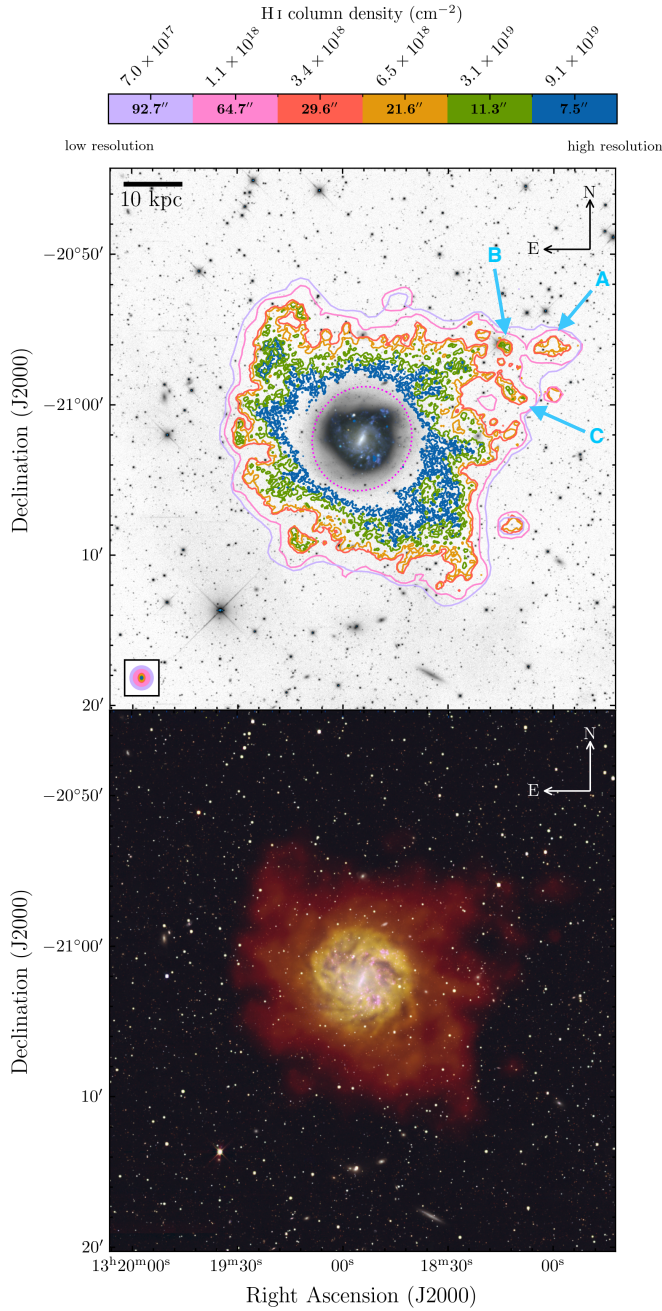 H I column density (cm⁻²)
7.0 × 10¹⁷ 1.1 × 10¹⁸ 3.4 × 10¹⁸ 6.5 × 10¹⁸ 3.1 × 10¹⁹ 9.1 × 10¹⁹
92.7″ 64.7″ 29.6″ 21.6″ 11.3″ 7.5″
low resolution high resolution
10 kpc
N
E
B
A
C
−20°50′
−21°00′
10′
20′
Declination (J2000)
N
E
−20°50′
−21°00′
10′
20′
Declination (J2000)
13ʰ20ᵐ00ˢ 19ᵐ30ˢ 00ˢ 18ᵐ30ˢ 00ˢ
Right Ascension (J2000)